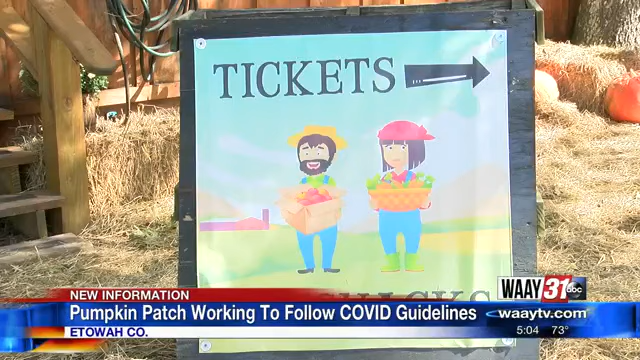 TICKETS
NEW INFORMATION
Pumpkin Patch Working To Follow COVID Guidelines
ETOWAH CO.
WAAY 31 abc
waaytv.com
5:04 73°